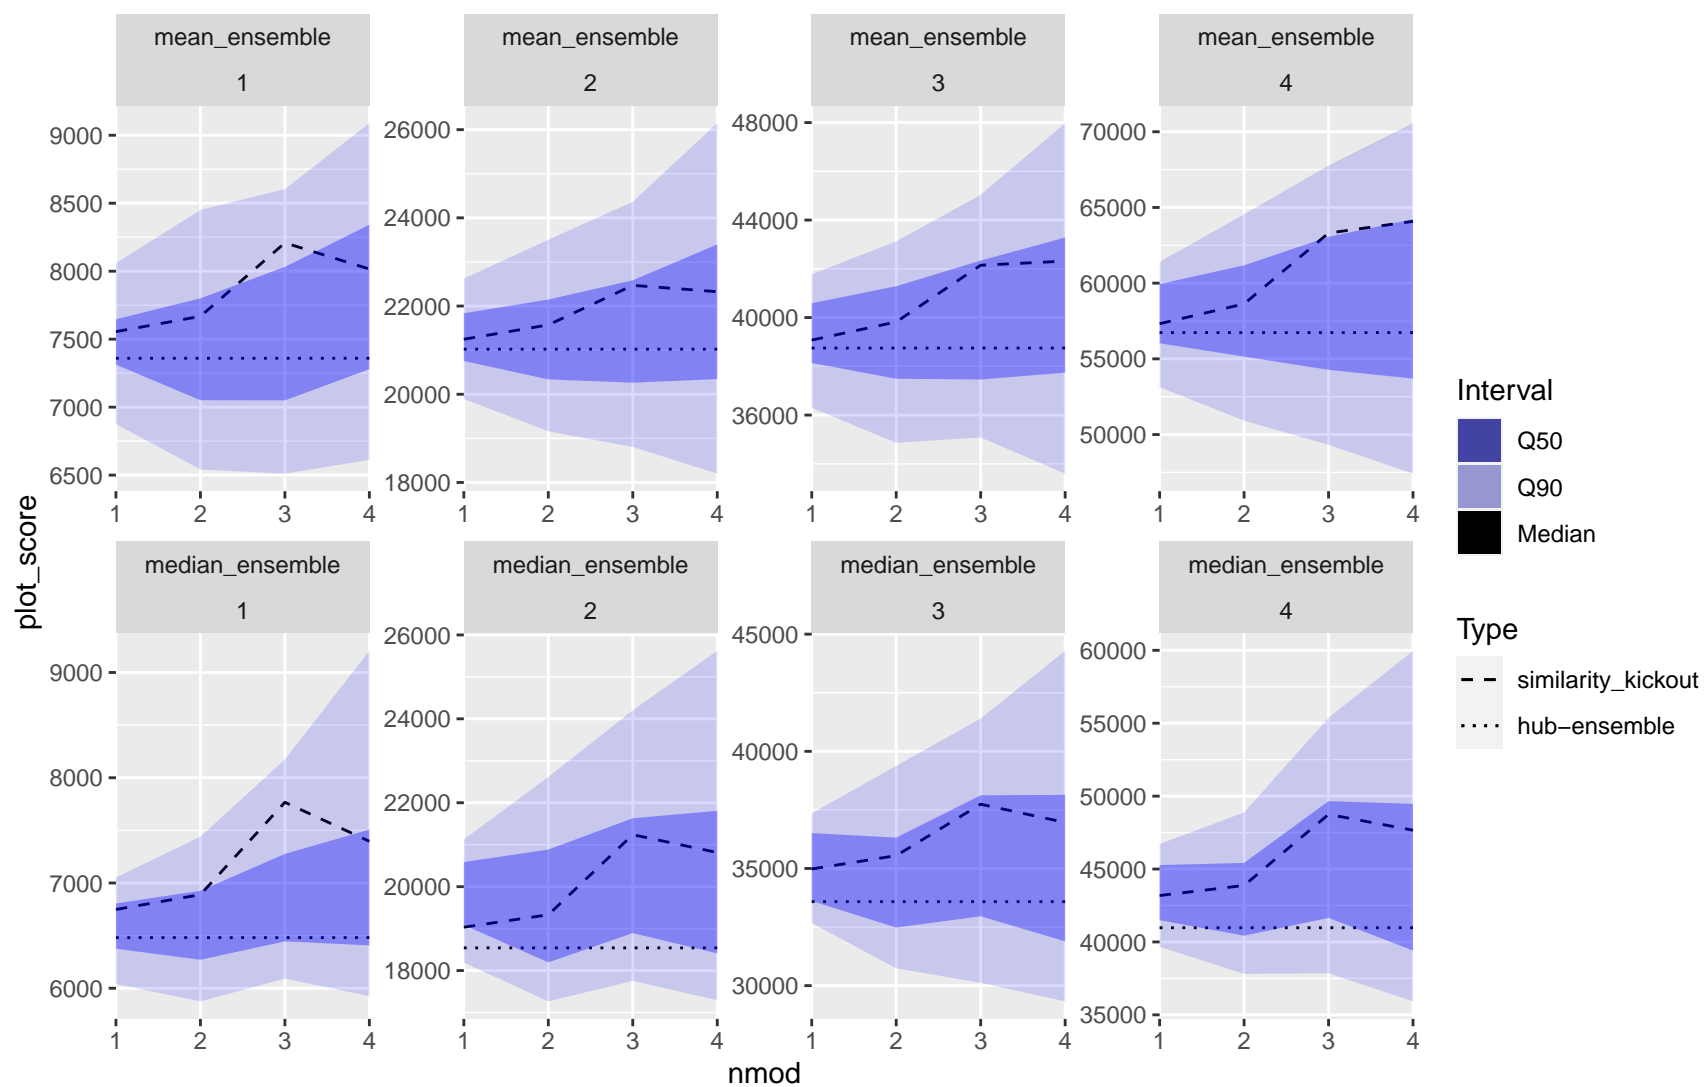 mean_ensemble
1
mean_ensemble
2
mean_ensemble
3
mean_ensemble
4
9000
8500
8000
7500
7000
6500
26000
24000
22000
20000
18000
48000
44000
40000
36000
70000
65000
60000
55000
50000
1 2 3 4
1 2 3 4
1 2 3 4
1 2 3 4
plot_score
median_ensemble
1
median_ensemble
2
median_ensemble
3
median_ensemble
4
9000
8000
7000
6000
26000
24000
22000
20000
18000
45000
40000
35000
30000
60000
55000
50000
45000
40000
35000
1 2 3 4
1 2 3 4
1 2 3 4
1 2 3 4
nmod
Interval
Q50
Q90
Median
Type
similarity_kickout
hub−ensemble